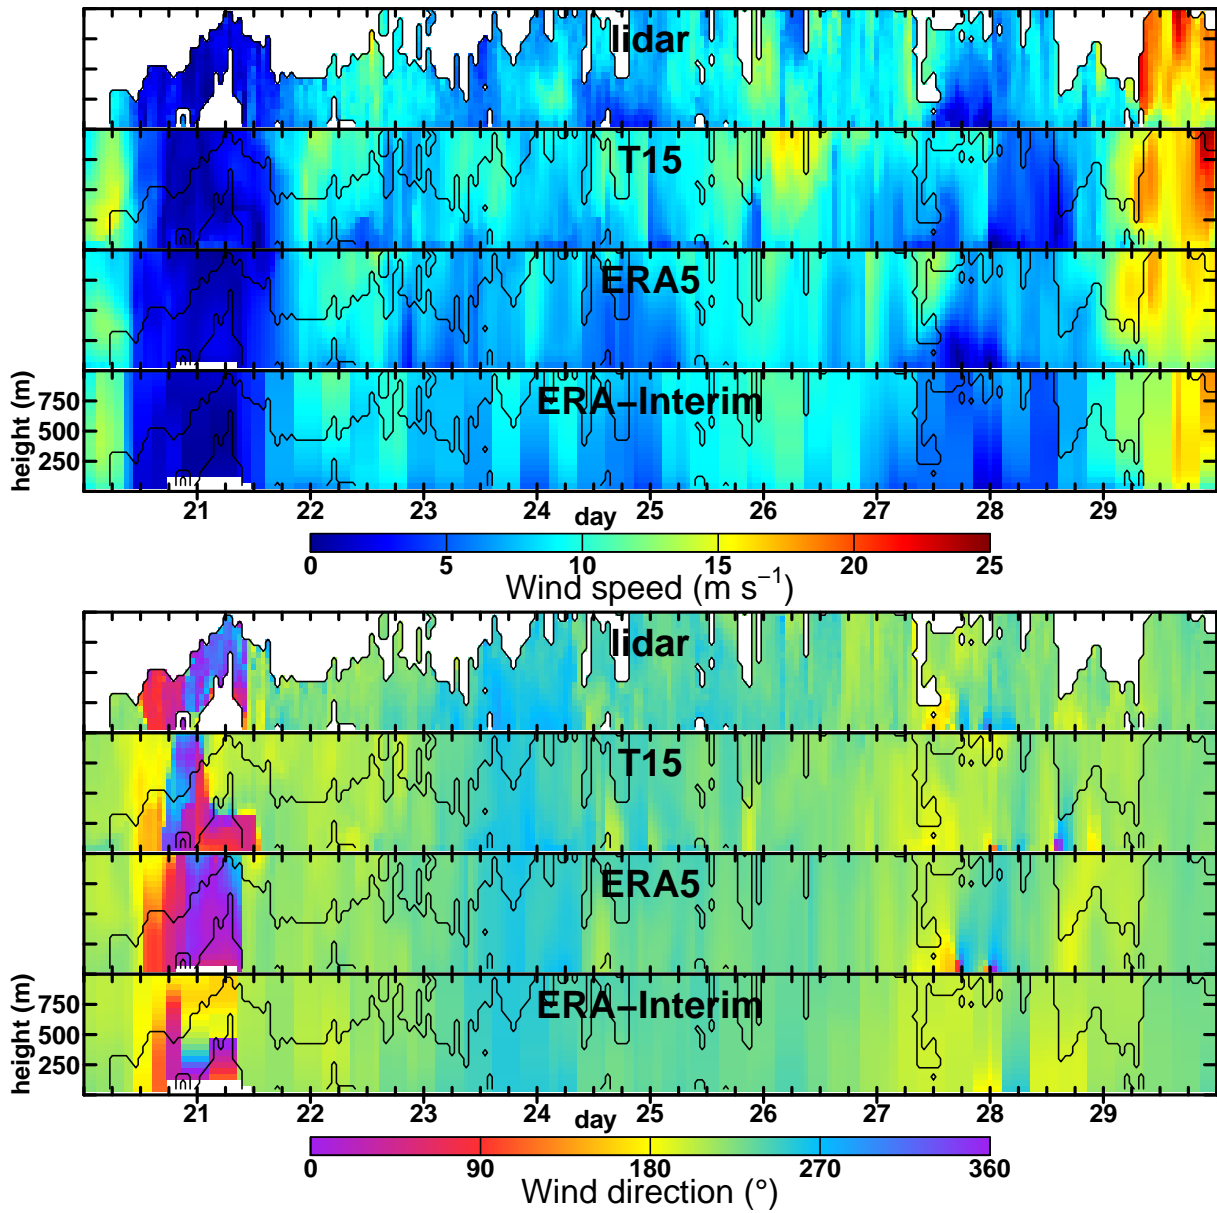 lidar
T15
ERA5
ERA−Interim
height (m)
750
500
250
21 22 23 24 25 26 27 28 29
day
0 5 10 15 20 25
Wind speed (m s⁻¹)
lidar
T15
ERA5
ERA−Interim
height (m)
750
500
250
21 22 23 24 25 26 27 28 29
day
0 90 180 270 360
Wind direction (°)